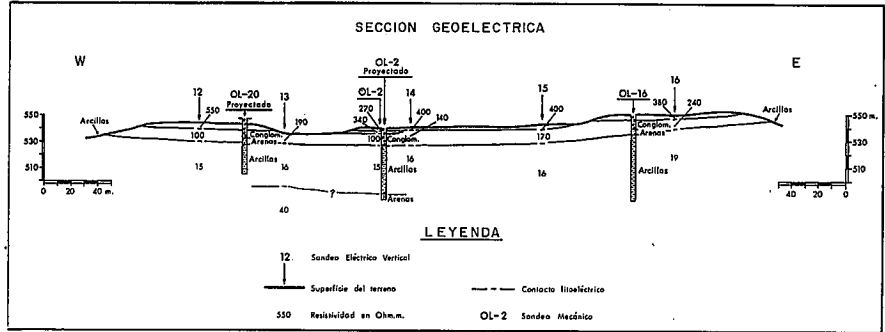 SECCION GEOELECTRICA
W
E
OL-2
Proyectado
OL-20
Proyectado
12
13
OL-2
14
15
OL-16
16
550
190
270
340
400
140
400
380
240
Arcillas
Arcillas
550
530
510
550 m.
530
510
100
Conglom.
Arenas
Arcillas
100
Conglom.
Arcillas
Arenas
170
Conglom.
Arenas
Arcillas
15
16
15
16
16
19
?
40
0 20 40 m.
40 20 0 m.
LEYENDA
12 Sondeo Eléctrico Vertical
Superficie del terreno
Contacto litoeléctrico
550 Resistividad en Ohm.m.
OL-2 Sondeo Mecánico